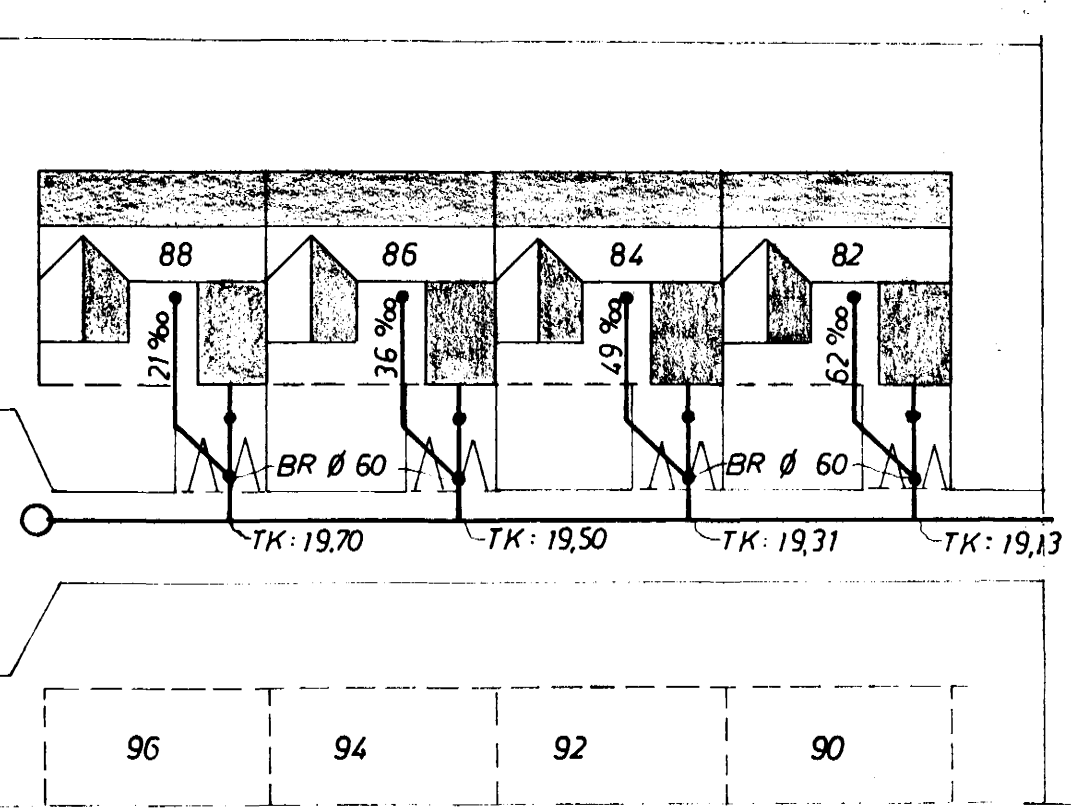 88 86 84 82
21 ‰ 36 ‰ 49 ‰ 62 ‰
BR Ø 60 BR Ø 60
TK: 19,70 TK: 19,50 TK: 19,31 TK: 19,13
96 94 92 90